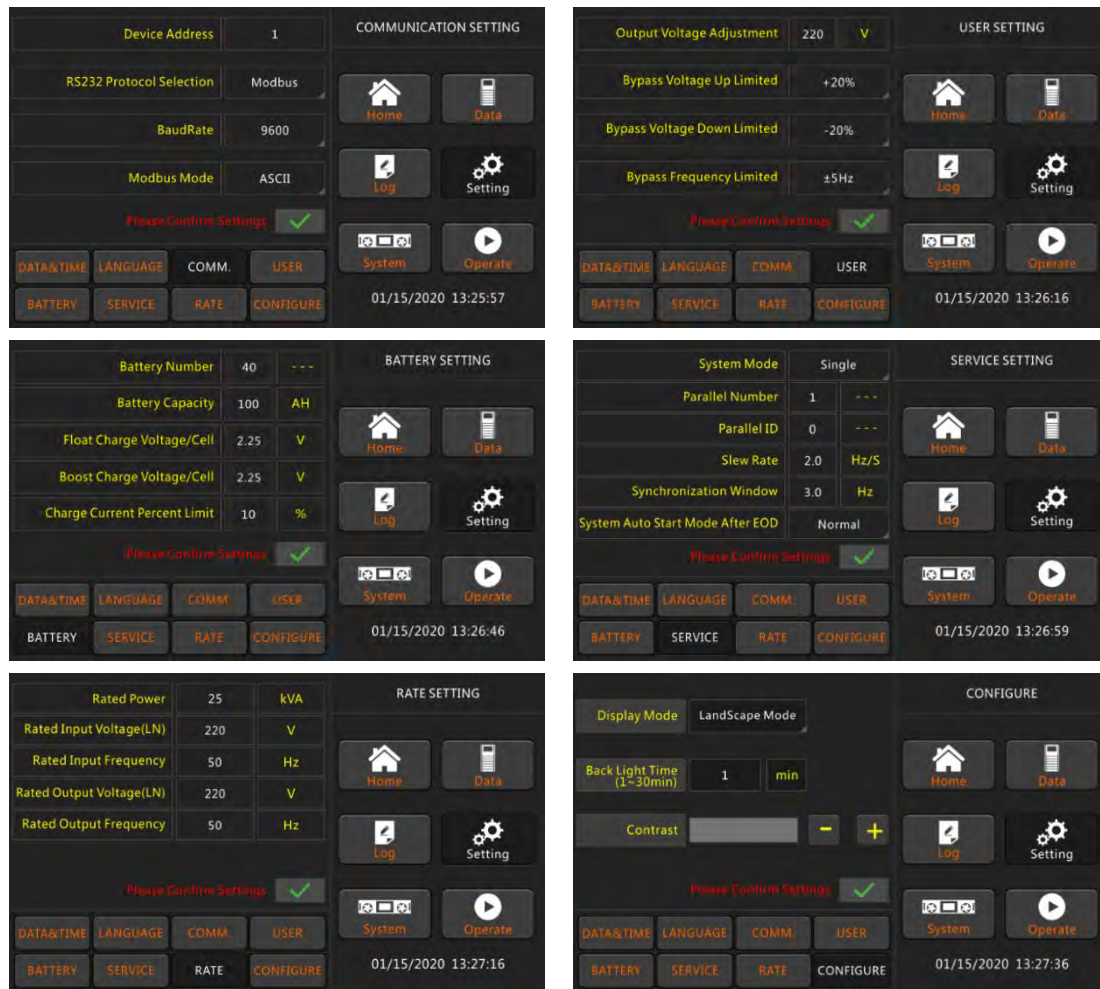 COMMUNICATION SETTING
Device Address 1
RS232 Protocol Selection Modbus
BaudRate 9600
Modbus Mode ASCII
Please Confirm Settings
Home Data
Log Setting
System Operate
DATA&TIME LANGUAGE COMM. USER
BATTERY SERVICE RATE CONFIGURE
01/15/2020 13:25:57
USER SETTING
Output Voltage Adjustment 220 V
Bypass Voltage Up Limited +20%
Bypass Voltage Down Limited -20%
Bypass Frequency Limited ±5Hz
Please Confirm Settings
Home Data
Log Setting
System Operate
DATA&TIME LANGUAGE COMM. USER
BATTERY SERVICE RATE CONFIGURE
01/15/2020 13:26:16
BATTERY SETTING
Battery Number 40 ---
Battery Capacity 100 AH
Float Charge Voltage/Cell 2.25 V
Boost Charge Voltage/Cell 2.25 V
Charge Current Percent Limit 10 %
Please Confirm Settings
Home Data
Log Setting
System Operate
DATA&TIME LANGUAGE COMM. USER
BATTERY SERVICE RATE CONFIGURE
01/15/2020 13:26:46
SERVICE SETTING
System Mode Single
Parallel Number 1 ---
Parallel ID 0 ---
Slew Rate 2.0 Hz/S
Synchronization Window 3.0 Hz
System Auto Start Mode After EOD Normal
Please Confirm Settings
Home Data
Log Setting
System Operate
DATA&TIME LANGUAGE COMM. USER
BATTERY SERVICE RATE CONFIGURE
01/15/2020 13:26:59
RATE SETTING
Rated Power 25 kVA
Rated Input Voltage(LN) 220 V
Rated Input Frequency 50 Hz
Rated Output Voltage(LN) 220 V
Rated Output Frequency 50 Hz
Please Confirm Settings
Home Data
Log Setting
System Operate
DATA&TIME LANGUAGE COMM. USER
BATTERY SERVICE RATE CONFIGURE
01/15/2020 13:27:16
CONFIGURE
Display Mode LandScape Mode
Back Light Time
(1~30min) 1 min
Contrast - +
Please Confirm Settings
Home Data
Log Setting
System Operate
DATA&TIME LANGUAGE COMM. USER
BATTERY SERVICE RATE CONFIGURE
01/15/2020 13:27:36